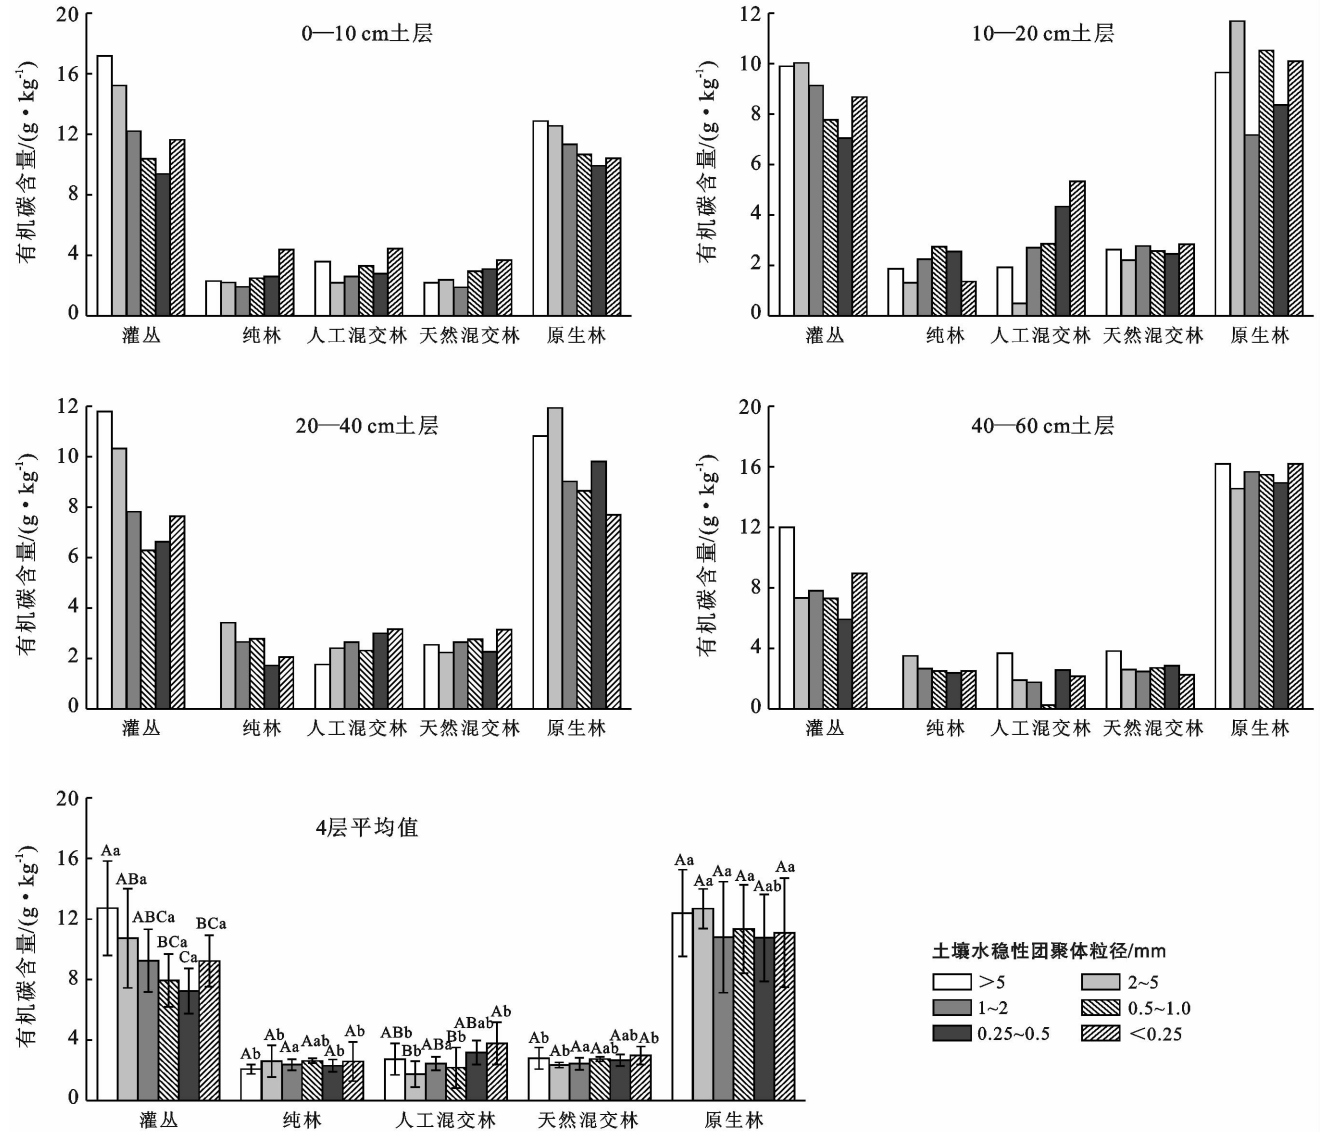 0—10 cm土层
有机碳含量/(g·kg⁻¹)
20
16
12
8
4
0
灌丛 纯林 人工混交林 天然混交林 原生林
10—20 cm土层
有机碳含量/(g·kg⁻¹)
12
10
8
6
4
2
0
灌丛 纯林 人工混交林 天然混交林 原生林
20—40 cm土层
有机碳含量/(g·kg⁻¹)
12
10
8
6
4
2
0
灌丛 纯林 人工混交林 天然混交林 原生林
40—60 cm土层
有机碳含量/(g·kg⁻¹)
20
16
12
8
4
0
灌丛 纯林 人工混交林 天然混交林 原生林
4层平均值
有机碳含量/(g·kg⁻¹)
20
16
12
8
4
0
Aa ABa ABCa BCa Ca BCa
Ab Ab Aa Aab Ab Ab
ABb Bb ABa Bb ABab Ab
Ab Ab Aa Aab Aab Ab
Aa Aa Aa Aa Aab Aa
灌丛 纯林 人工混交林 天然混交林 原生林
土壤水稳性团聚体粒径/mm
>5 2~5
1~2 0.5~1.0
0.25~0.5 <0.25